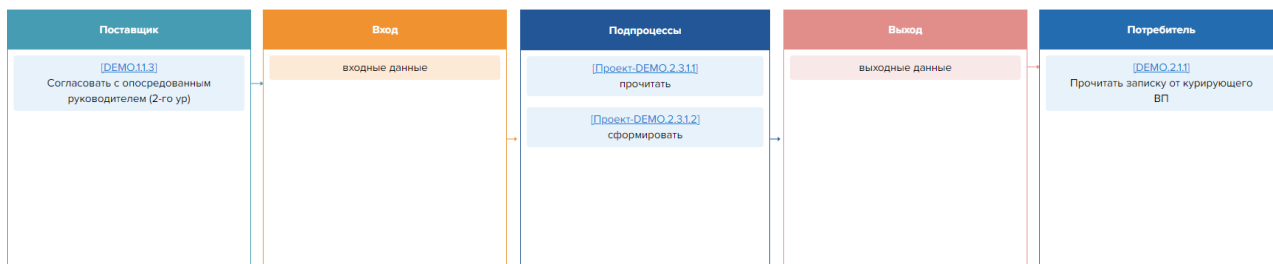 Поставщик
[DEMO.1.1.3]
Согласовать с опосредованным
руководителем (2-го ур)
Вход
входные данные
Подпроцессы
[Проект-DEMO.2.3.1.1]
прочитать
[Проект-DEMO.2.3.1.2]
сформировать
Выход
выходные данные
Потребитель
[DEMO.2.1.1]
Прочитать записку от курирующего
ВП